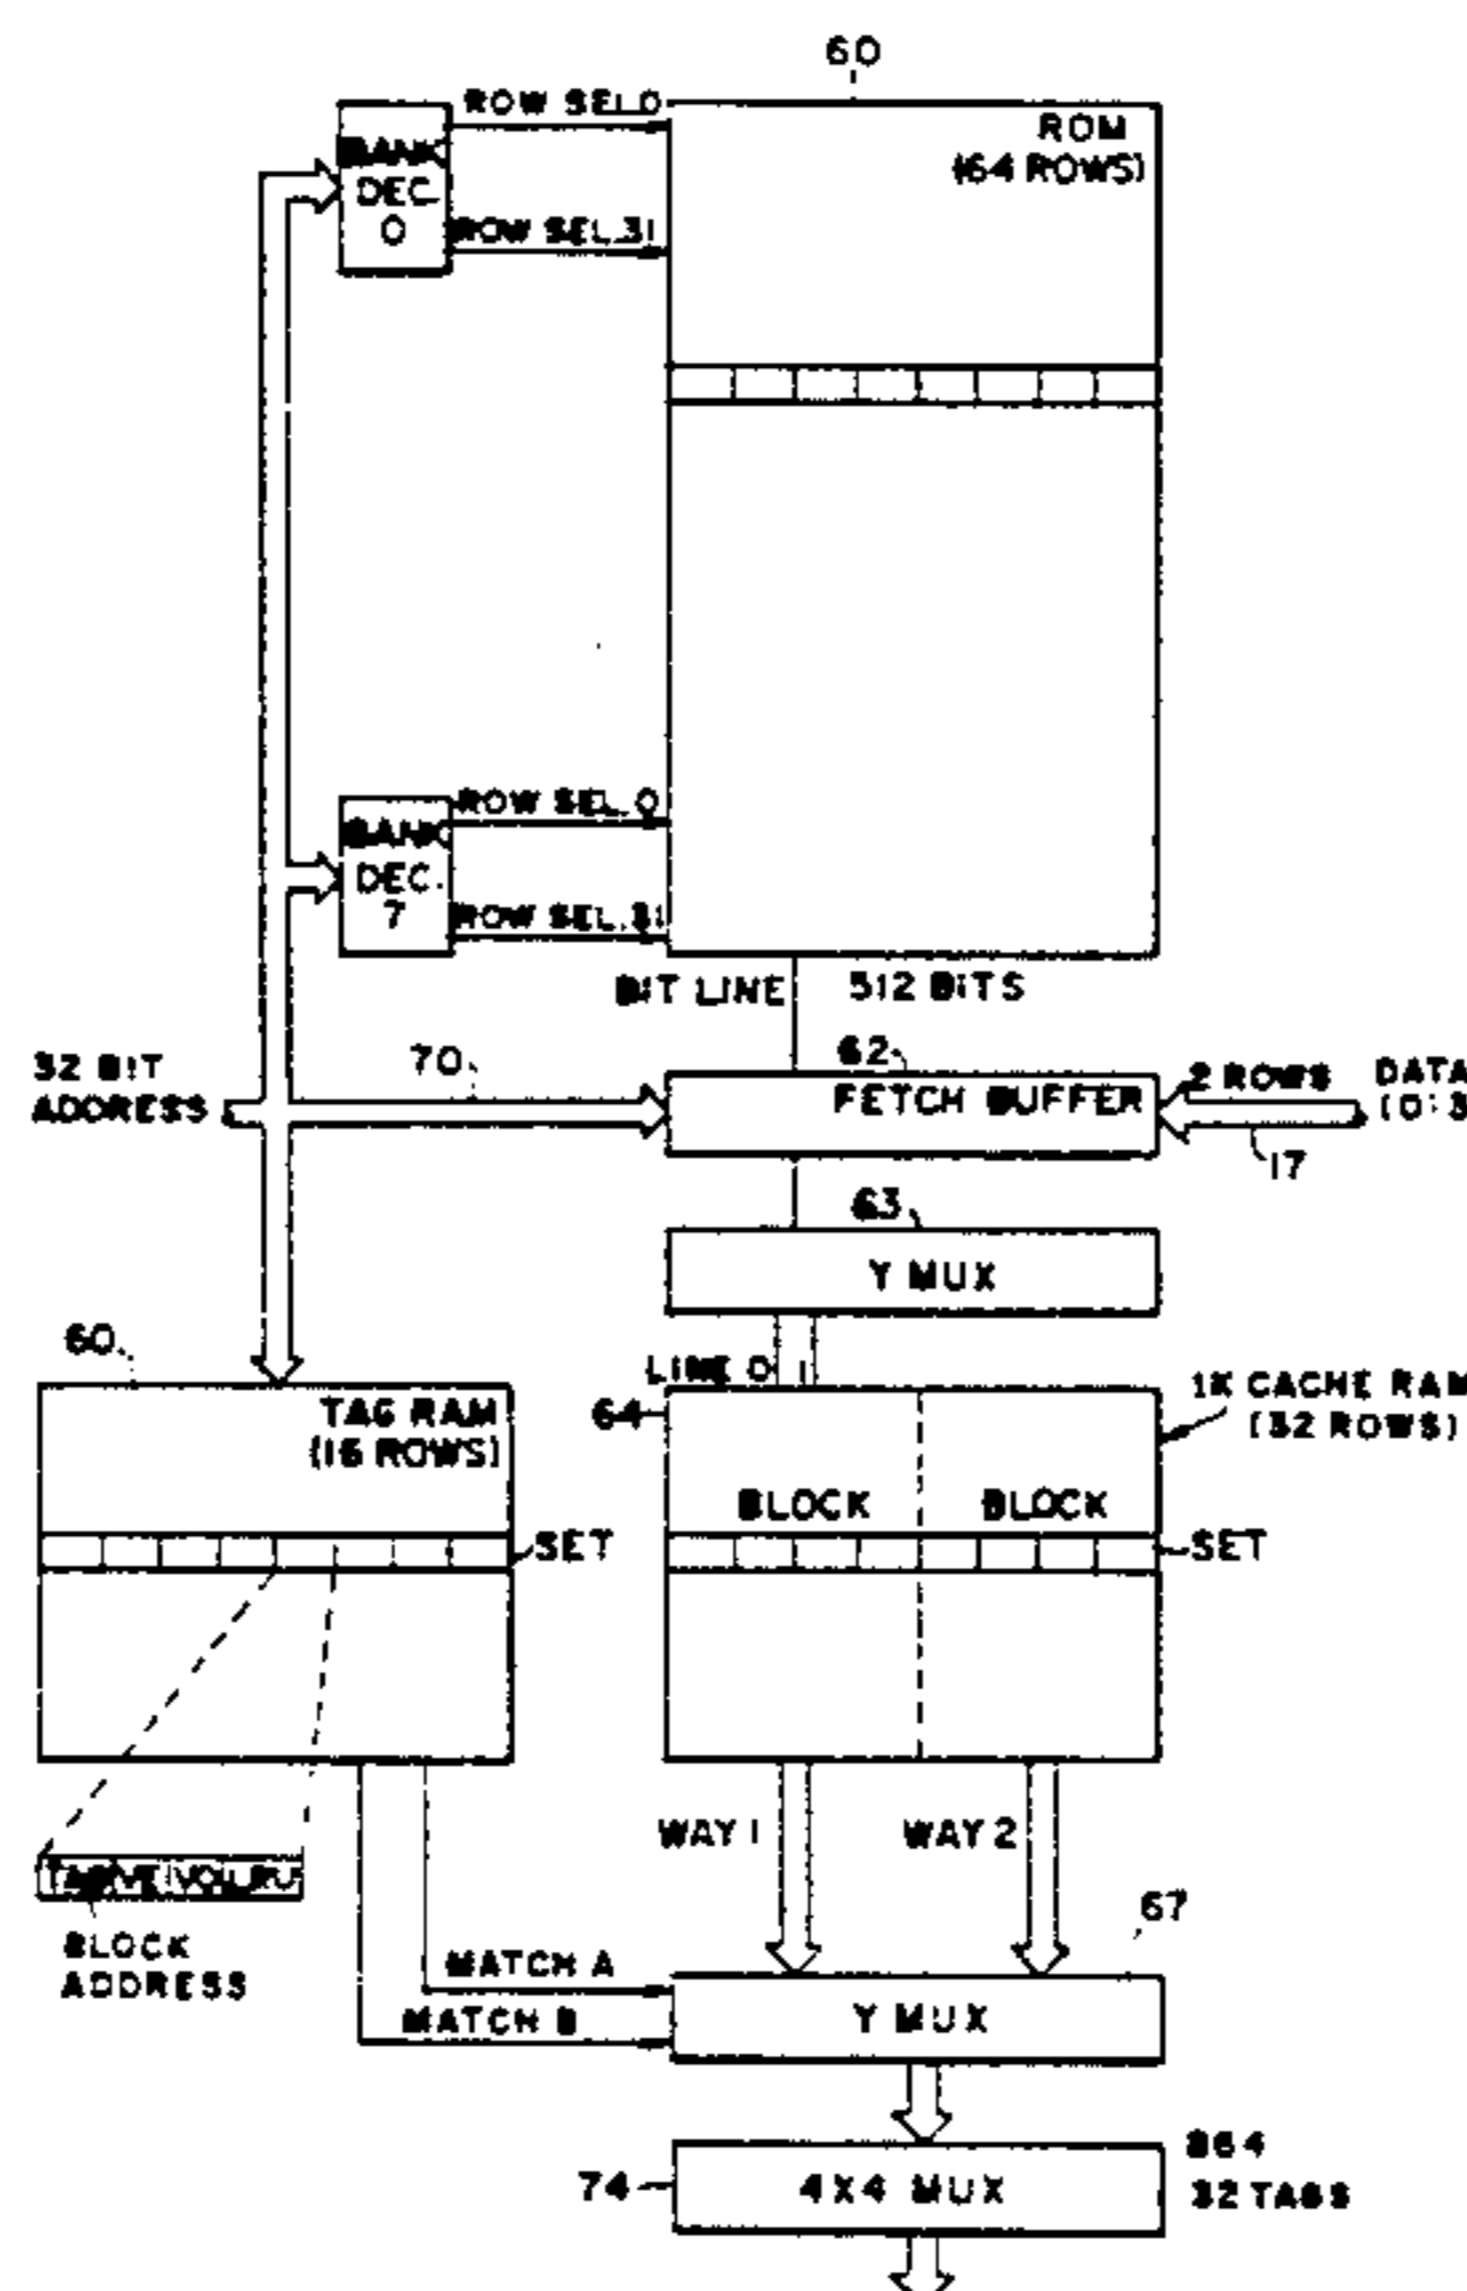 60
ROW SEL.0
ROM
(64 ROWS)
BANK
DEC.
0
ROW SEL.31
ROW SEL.0
BANK
DEC.
7
ROW SEL.31
BIT LINE
512 BITS
32 BIT
ADDRESS
70
62
FETCH BUFFER
2 ROWS
DATA
17
63
Y MUX
60
LINE 0
1
TAG RAM
(16 ROWS)
64
1K CACHE RAM
(32 ROWS)
BLOCK
BLOCK
SET
SET
WAY 1
WAY 2
67
BLOCK
ADDRESS
MATCH A
MATCH B
Y MUX
74
4X4 MUX
864
32 TAGS